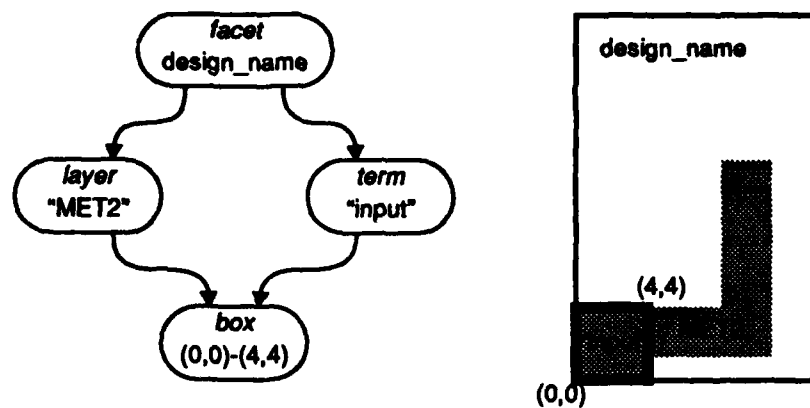 facet
design_name
layer
"MET2"
term
"input"
box
(0,0)-(4,4)
design_name
(4,4)
(0,0)